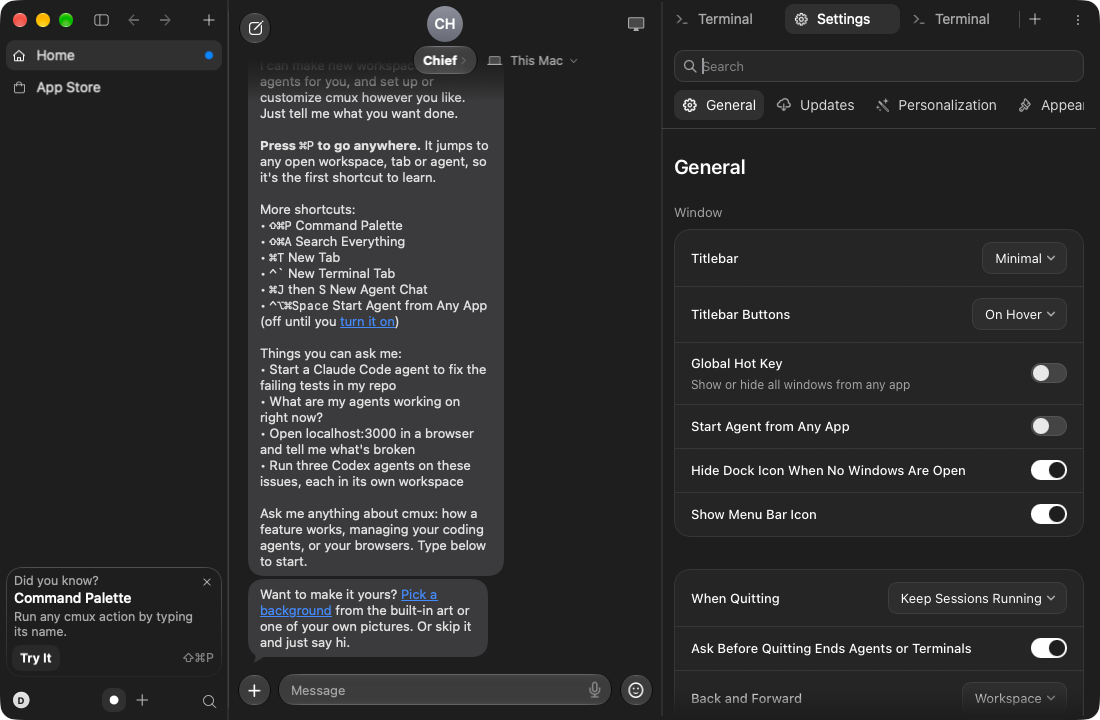 Home
App Store
Did you know?
Command Palette
Run any cmux action by typing
its name.
Try It
⇧⌘P
D
CH
Chief
This Mac
I can make new workspac
agents for you, and set up or
customize cmux however you like.
Just tell me what you want done.
Press ⌘P to go anywhere. It jumps to
any open workspace, tab or agent, so
it's the first shortcut to learn.
More shortcuts:
• ⇧⌘P Command Palette
• ⇧⌘A Search Everything
• ⌘T New Tab
• ^` New Terminal Tab
• ⌘J then S New Agent Chat
• ^⌥⌘Space Start Agent from Any App
(off until you turn it on)
Things you can ask me:
• Start a Claude Code agent to fix the
failing tests in my repo
• What are my agents working on
right now?
• Open localhost:3000 in a browser
and tell me what's broken
• Run three Codex agents on these
issues, each in its own workspace
Ask me anything about cmux: how a
feature works, managing your coding
agents, or your browsers. Type below
to start.
Want to make it yours? Pick a
background from the built-in art or
one of your own pictures. Or skip it
and just say hi.
Message
Terminal
Settings
Terminal
Search
General
Updates
Personalization
Appear
General
Window
Titlebar
Minimal
Titlebar Buttons
On Hover
Global Hot Key
Show or hide all windows from any app
Start Agent from Any App
Hide Dock Icon When No Windows Are Open
Show Menu Bar Icon
When Quitting
Keep Sessions Running
Ask Before Quitting Ends Agents or Terminals
Back and Forward
Workspace